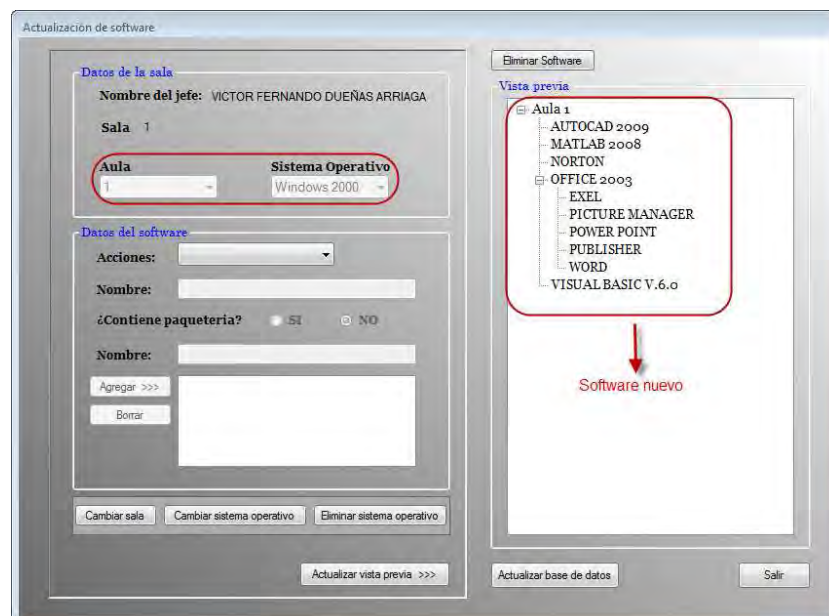 Actualización de software
Datos de la sala
Nombre del jefe: VICTOR FERNANDO DUEÑAS ARRIAGA
Sala 1
Aula Sistema Operativo
1 Windows 2000
Datos del software
Acciones:
Nombre:
¿Contiene paqueteria? SI NO
Nombre:
Agregar >>>
Borrar
Cambiar sala Cambiar sistema operativo Eliminar sistema operativo
Actualizar vista previa >>>
Eliminar Software
Vista previa
Aula 1
AUTOCAD 2009
MATLAB 2008
NORTON
OFFICE 2003
EXEL
PICTURE MANAGER
POWER POINT
PUBLISHER
WORD
VISUAL BASIC V.6.0
Software nuevo
Actualizar base de datos Salir